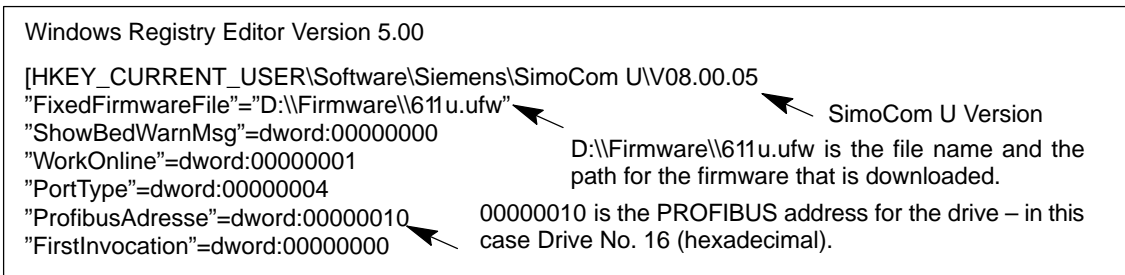 Windows Registry Editor Version 5.00
[HKEY_CURRENT_USER\Software\Siemens\SimoCom U\V08.00.05
”FixedFirmwareFile”=”D:\\Firmware\\611u.ufw”
”ShowBedWarnMsg”=dword:00000000
”WorkOnline”=dword:00000001
”PortType”=dword:00000004
”ProfibusAdresse”=dword:00000010
”FirstInvocation”=dword:00000000
SimoCom U Version
D:\\Firmware\\611u.ufw is the file name and the
path for the firmware that is downloaded.
00000010 is the PROFIBUS address for the drive – in this
case Drive No. 16 (hexadecimal).